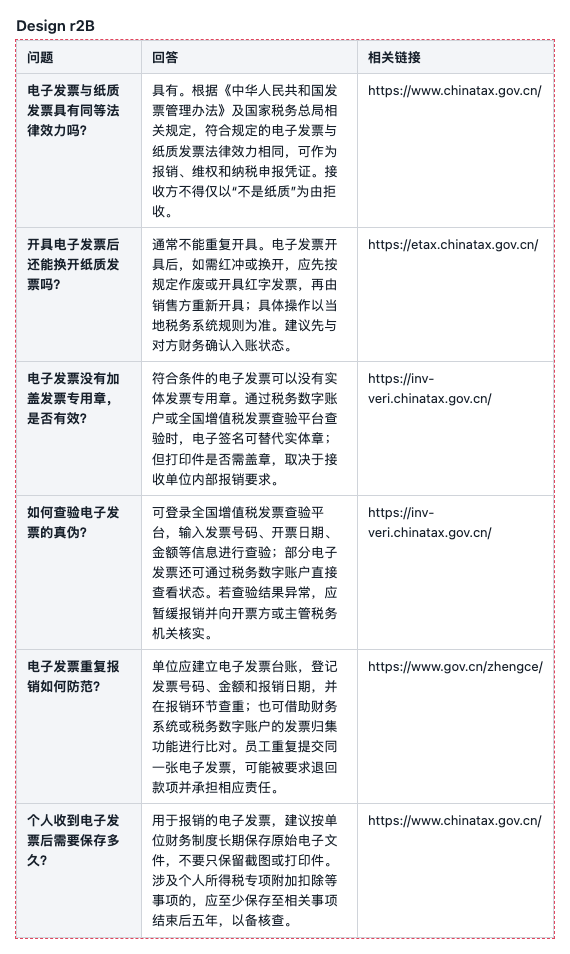 Design r2B
问题
回答
相关链接
电子发票与纸质
发票具有同等法
律效力吗？
具有。根据《中华人民共和国发
票管理办法》及国家税务总局相
关规定，符合规定的电子发票与
纸质发票法律效力相同，可作为
报销、维权和纳税申报凭证。接
收方不得仅以“不是纸质”为由拒
收。
https://www.chinatax.gov.cn/
开具电子发票后
还能换开纸质发
票吗？
通常不能重复开具。电子发票开
具后，如需红冲或换开，应先按
规定作废或开具红字发票，再由
销售方重新开具；具体操作以当
地税务系统规则为准。建议先与
对方财务确认入账状态。
https://etax.chinatax.gov.cn/
电子发票没有加
盖发票专用章，
是否有效？
符合条件的电子发票可以没有实
体发票专用章。通过税务数字账
户或全国增值税发票查验平台查
验时，电子签名可替代实体章；
但打印件是否需盖章，取决于接
收单位内部报销要求。
https://inv-
veri.chinatax.gov.cn/
如何查验电子发
票的真伪？
可登录全国增值税发票查验平
台，输入发票号码、开票日期、
金额等信息进行查验；部分电子
发票还可通过税务数字账户直接
查看状态。若查验结果异常，应
暂缓报销并向开票方或主管税务
机关核实。
https://inv-
veri.chinatax.gov.cn/
电子发票重复报
销如何防范？
单位应建立电子发票台账，登记
发票号码、金额和报销日期，并
在报销环节查重；也可借助财务
系统或税务数字账户的发票归集
功能进行比对。员工重复提交同
一张电子发票，可能被要求退回
款项并承担相应责任。
https://www.gov.cn/zhengce/
个人收到电子发
票后需要保存多
久？
用于报销的电子发票，建议按单
位财务制度长期保存原始电子文
件，不要只保留截图或打印件。
涉及个人所得税专项附加扣除等
事项的，应至少保存至相关事项
结束后五年，以备核查。
https://www.chinatax.gov.cn/